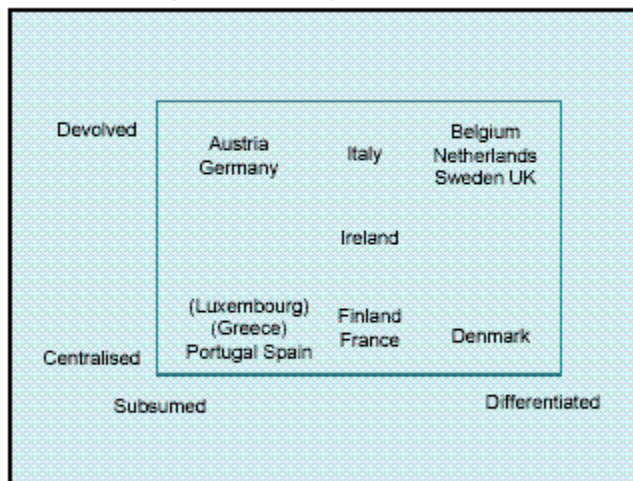 Devolved
Austria
Germany
Italy
Belgium
Netherlands
Sweden UK
Ireland
(Luxembourg)
(Greece)
Portugal Spain
Finland
France
Denmark
Centralised
Subsumed
Differentiated